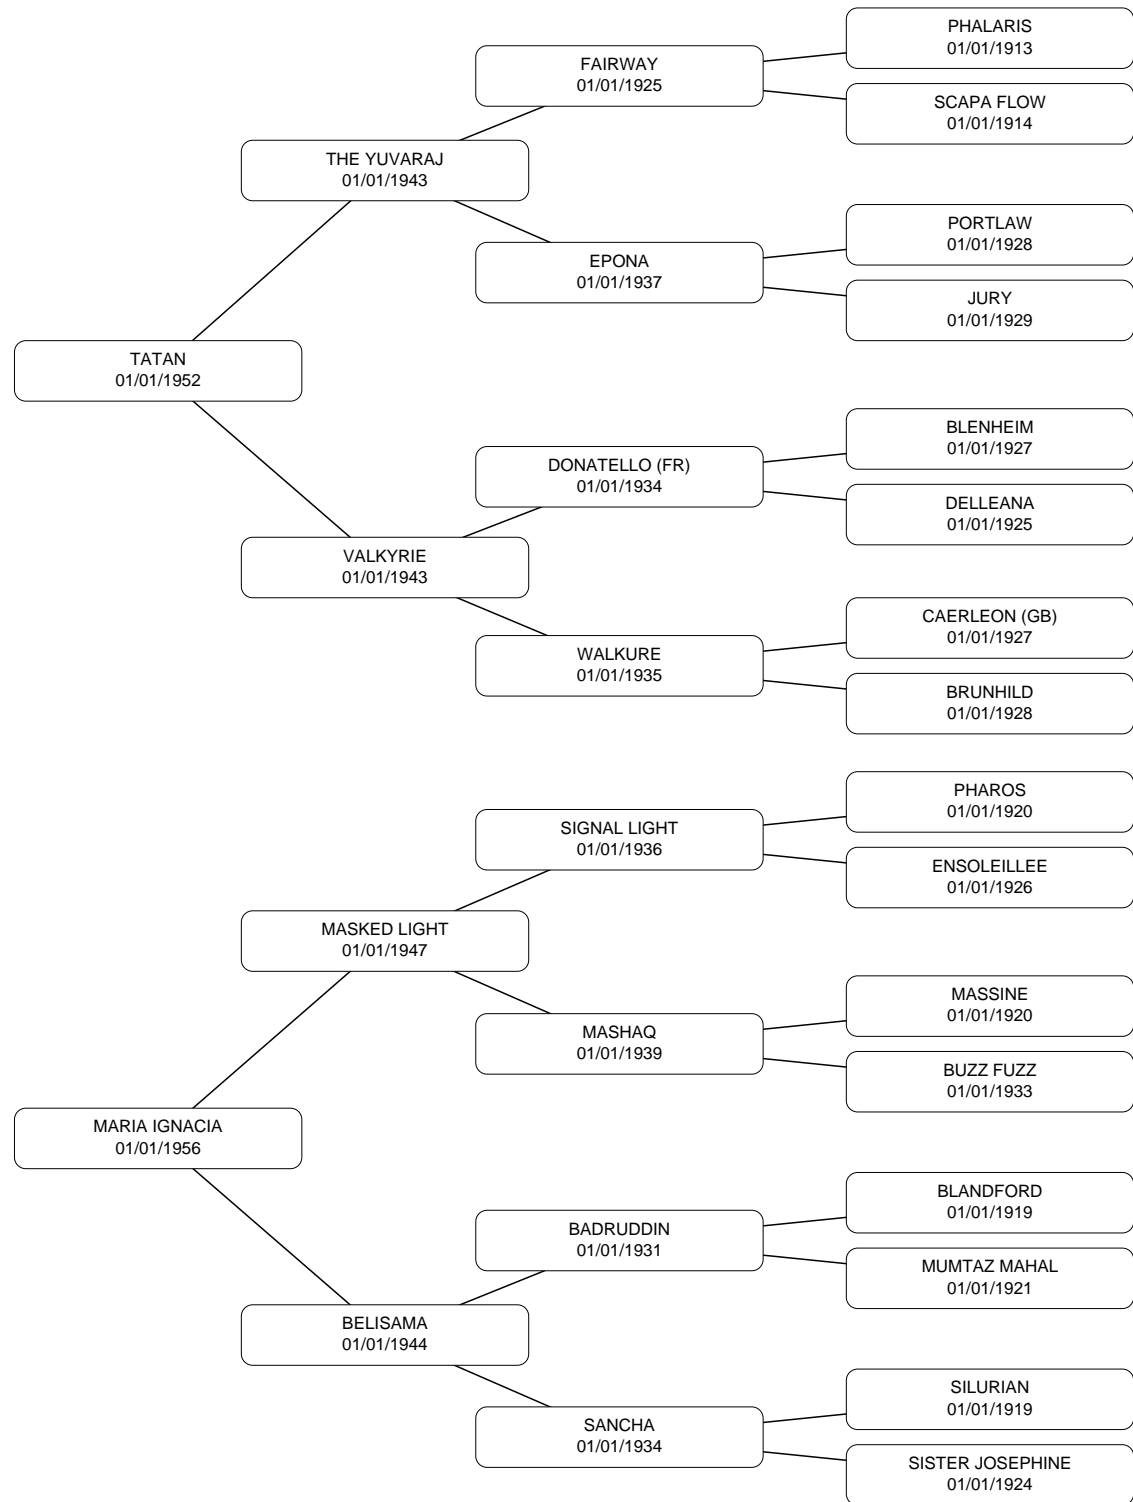 PHALARIS
01/01/1913
FAIRWAY
01/01/1925
SCAPA FLOW
01/01/1914
THE YUVARAJ
01/01/1943
PORTLAW
01/01/1928
EPONA
01/01/1937
JURY
01/01/1929
TATAN
01/01/1952
BLENHEIM
01/01/1927
DONATELLO (FR)
01/01/1934
DELLEANA
01/01/1925
VALKYRIE
01/01/1943
CAERLEON (GB)
01/01/1927
WALKURE
01/01/1935
BRUNHILD
01/01/1928
PHAROS
01/01/1920
SIGNAL LIGHT
01/01/1936
ENSOLEILLEE
01/01/1926
MASKED LIGHT
01/01/1947
MASSINE
01/01/1920
MASHAQ
01/01/1939
BUZZ FUZZ
01/01/1933
MARIA IGNACIA
01/01/1956
BLANDFORD
01/01/1919
BADRUDDIN
01/01/1931
MUMTAZ MAHAL
01/01/1921
BELISAMA
01/01/1944
SILURIAN
01/01/1919
SANCHA
01/01/1934
SISTER JOSEPHINE
01/01/1924